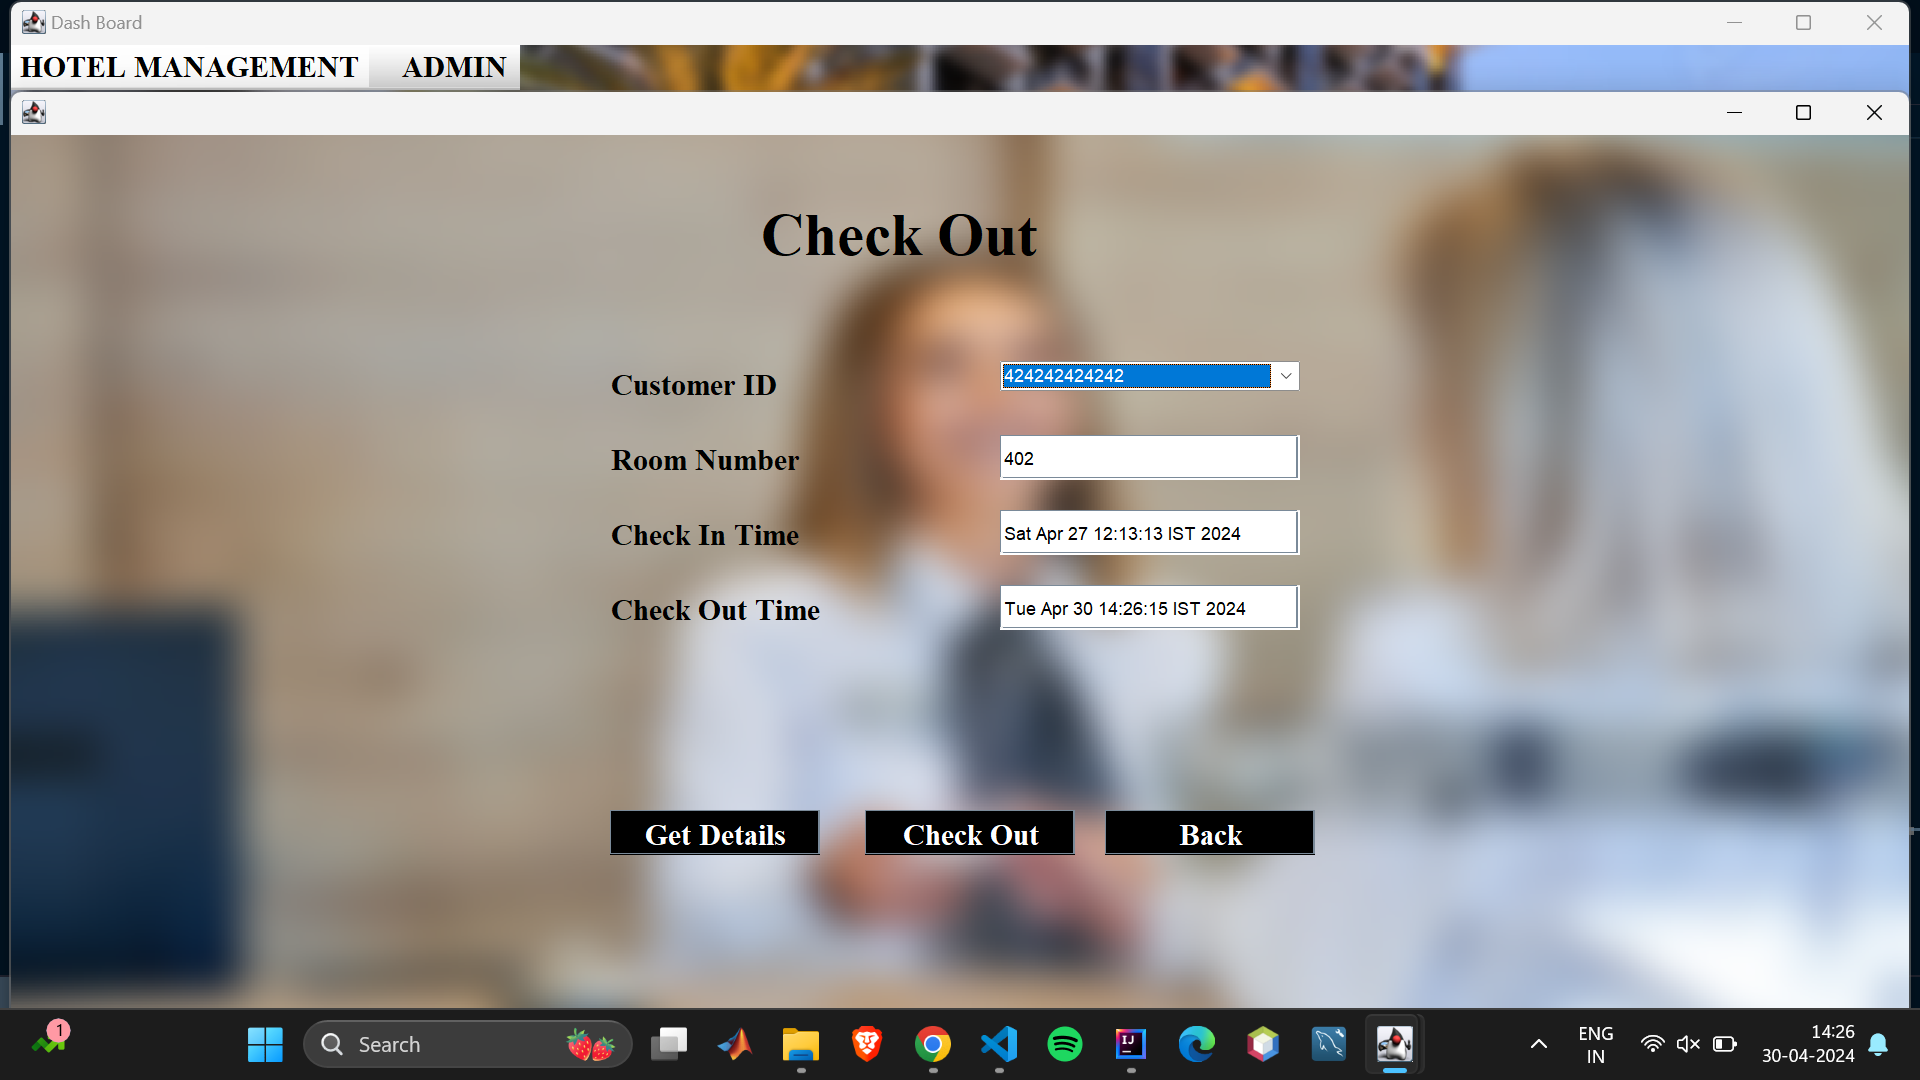 Dash Board
HOTEL MANAGEMENT ADMIN
Check Out
Customer ID 424242424242
Room Number 402
Check In Time Sat Apr 27 12:13:13 IST 2024
Check Out Time Tue Apr 30 14:26:15 IST 2024
Get Details Check Out Back
1
Search
IJ
ENG
IN
14:26
30-04-2024